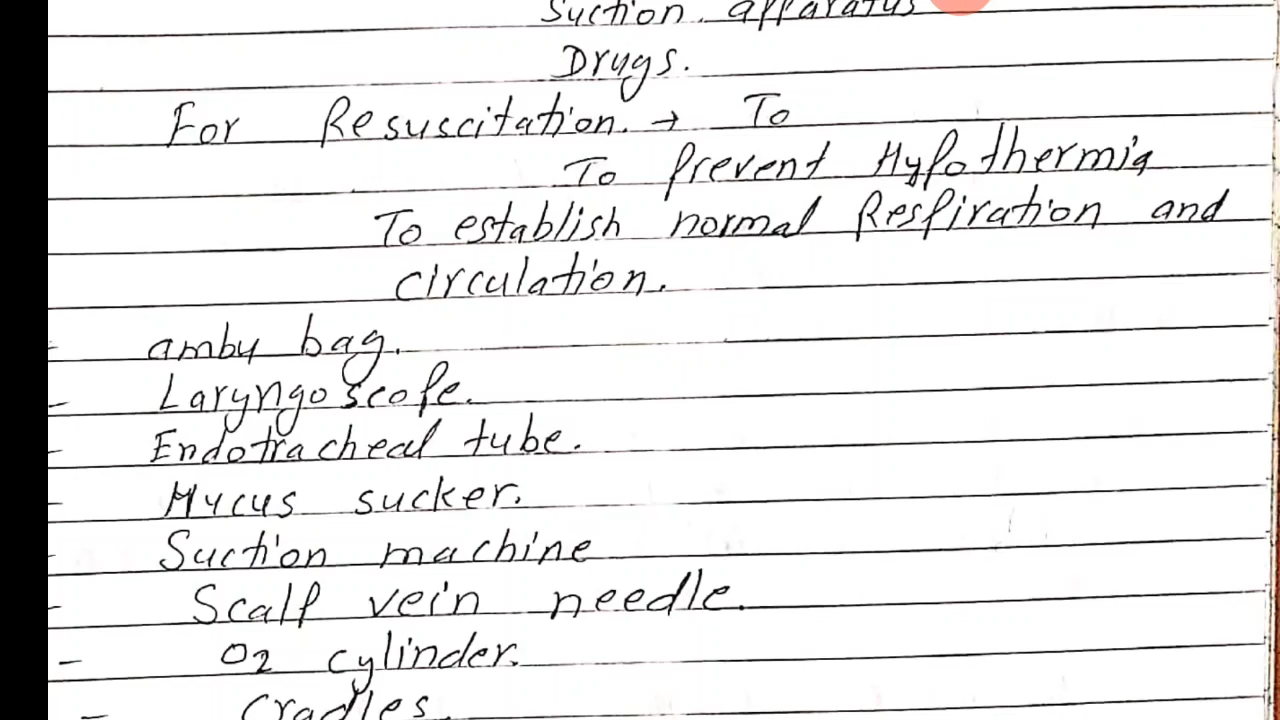 Suction apparatus
Drugs.
For Resuscitation. → To
To Prevent Hypothermia
To establish normal Respiration and
circulation.
- amby bag.
- Laryngoscope.
- Endotracheal tube.
- Mucus sucker.
- Suction machine
- Scalp vein needle.
- O2 cylinder.
- Cradles.